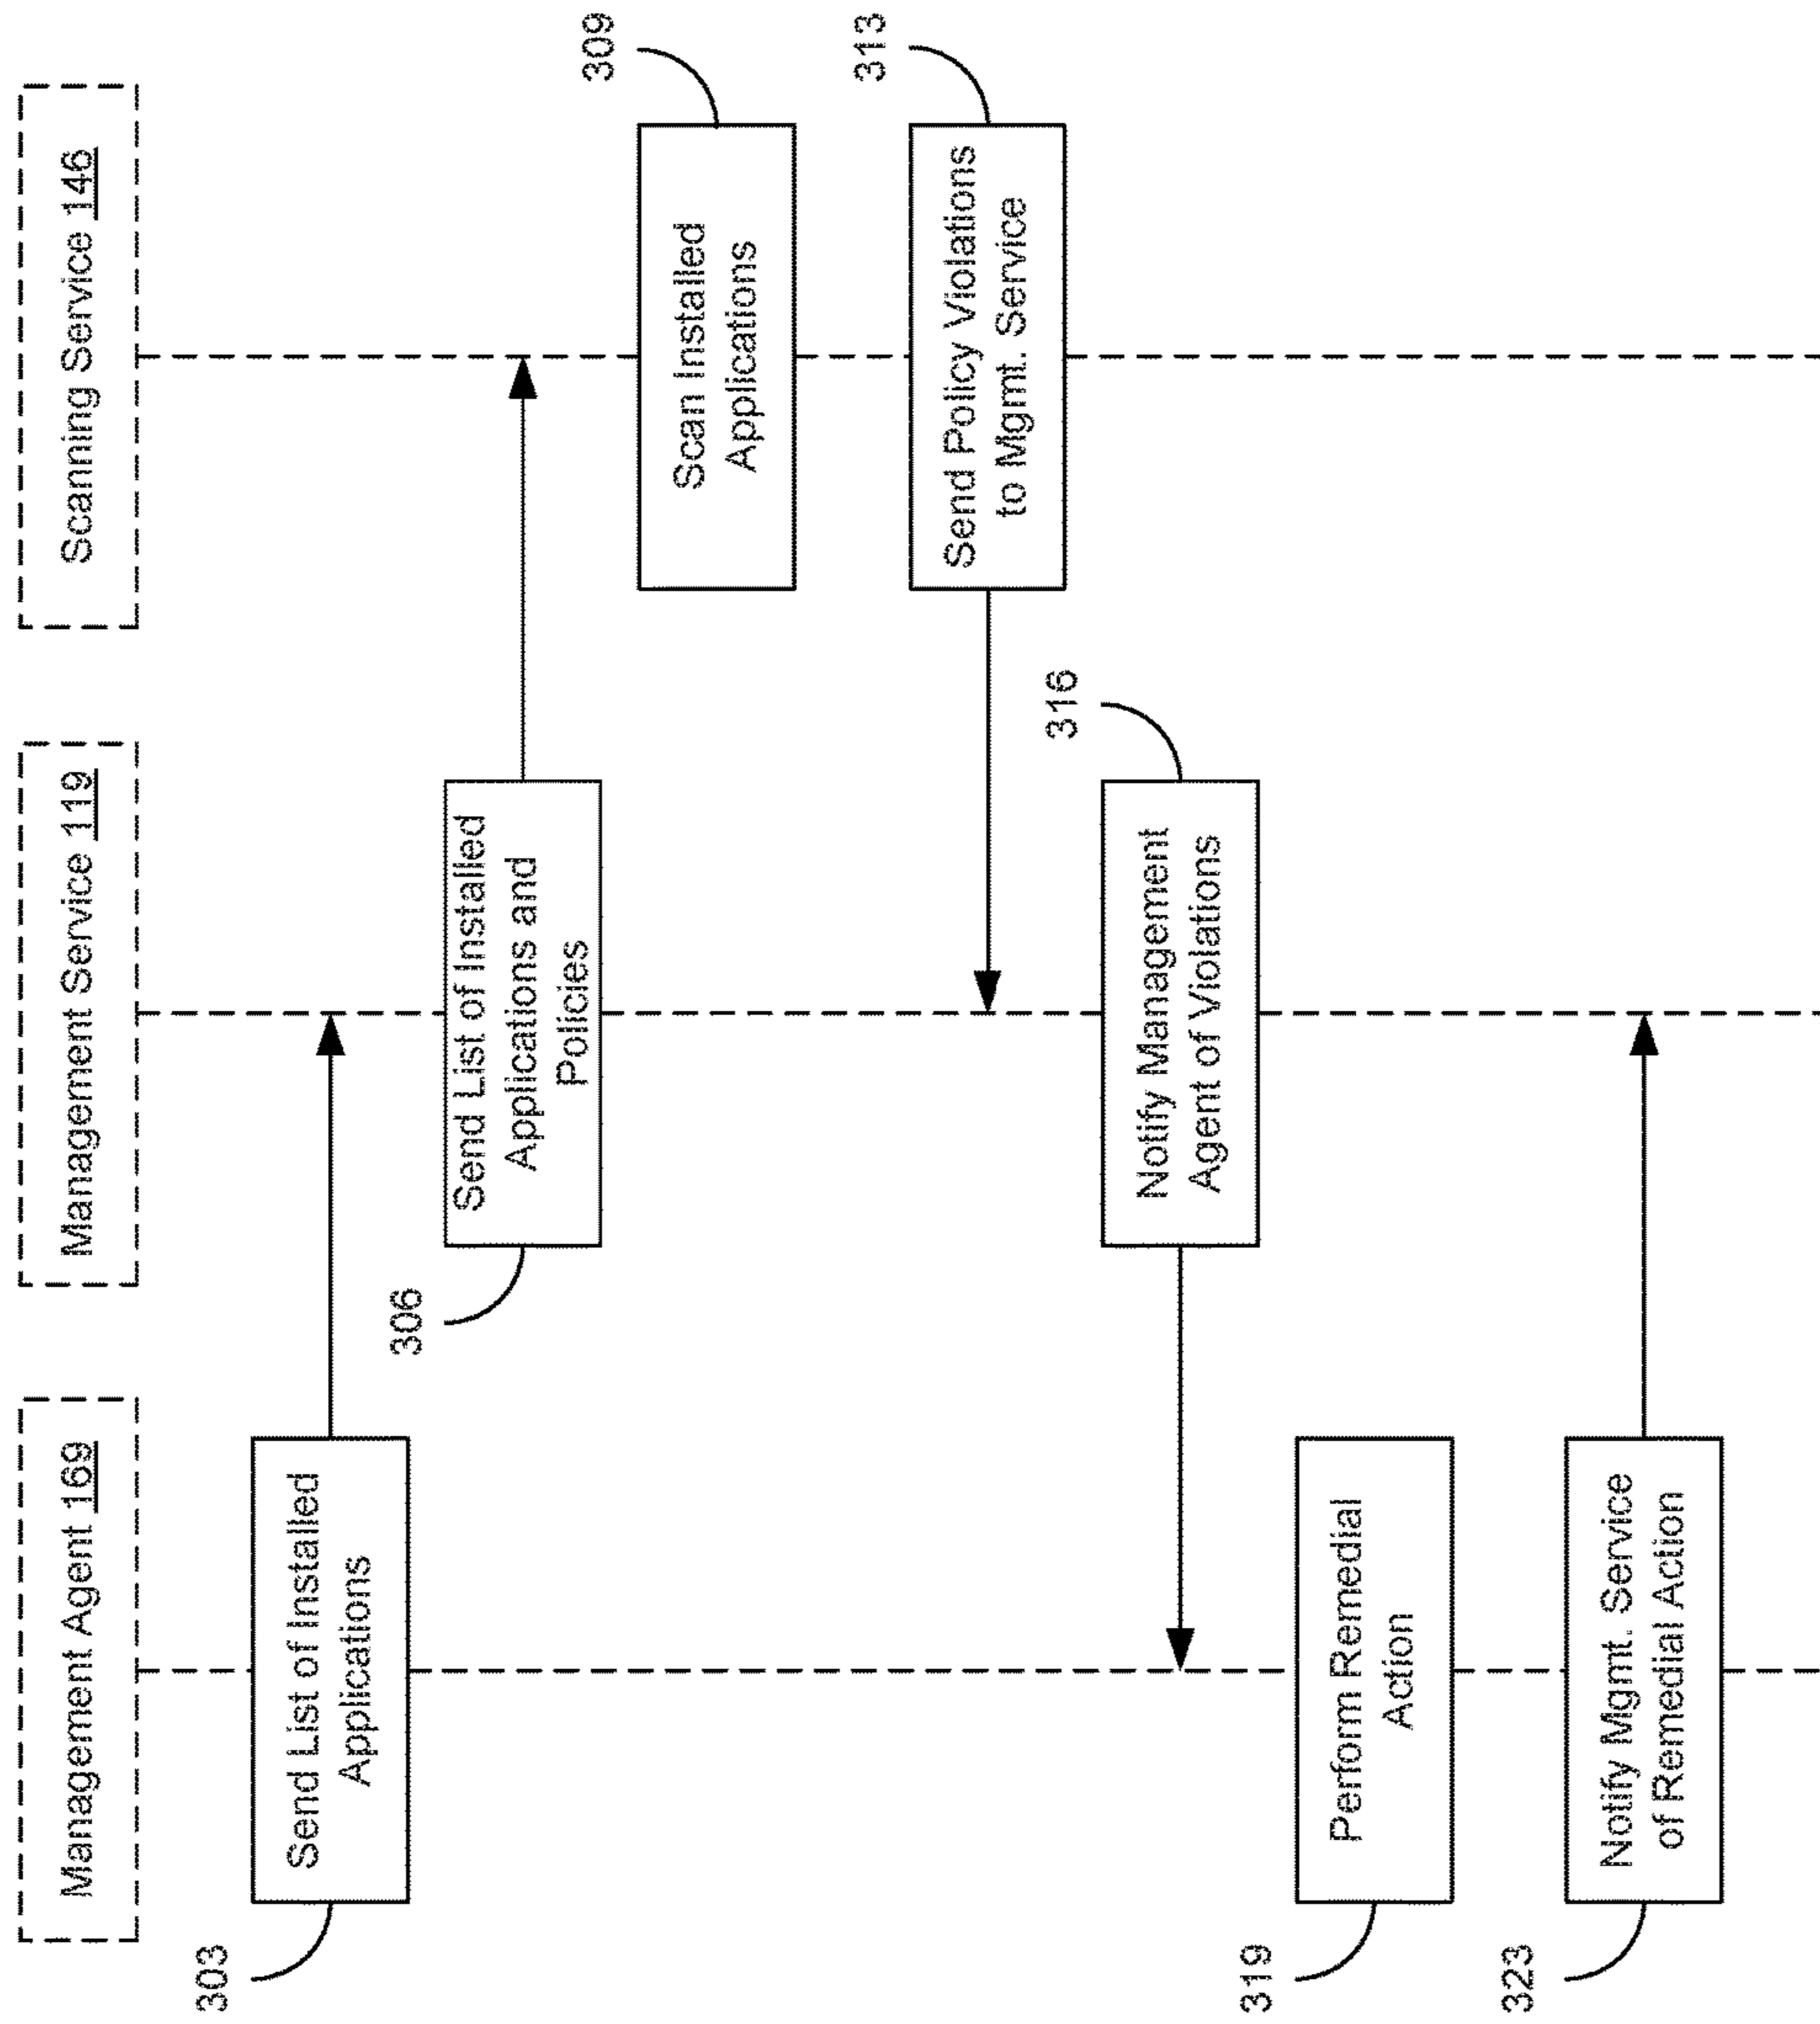 Management Agent 169
Management Service 119
Scanning Service 146
303
Send List of Installed
Applications
306
Send List of Installed
Applications and
Policies
309
Scan Installed
Applications
313
Send Policy Violations
to Mgmt. Service
316
Notify Management
Agent of Violations
319
Perform Remedial
Action
323
Notify Mgmt. Service
of Remedial Action